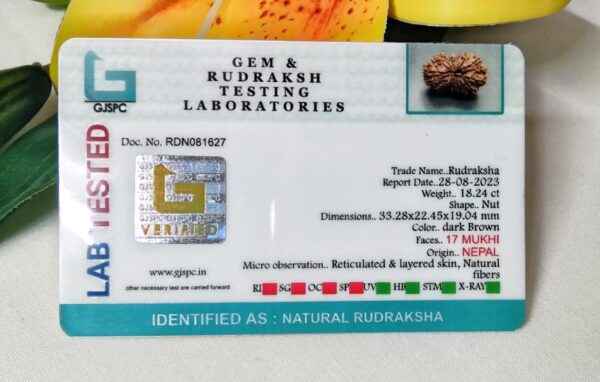 GJSPC
GEM &
RUDRAKSH
TESTING
LABORATORIES
LAB TESTED
Doc. No. RDN081627
G
VERIFIED
Trade Name..Rudraksha
Report Date..28-08-2023
Weight.. 18.24 ct
Shape.. Nut
Dimensions.. 33.28x22.45x19.04 mm
Color.. dark Brown
Faces.. 17 MUKHI
Origin.. NEPAL
Micro observation.. Reticulated & layered skin, Natural
fibers
www.gjspc.in
other necessary test are carried forward
RI SG OC SP UV HB STM X-RAY
IDENTIFIED AS : NATURAL RUDRAKSHA